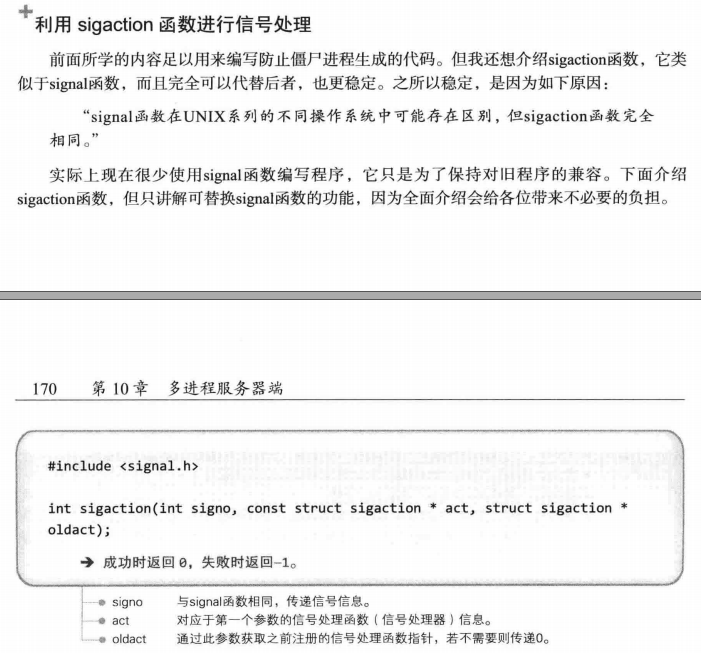 +利用 sigaction 函数进行信号处理
前面所学的内容足以用来编写防止僵尸进程生成的代码。但我还想介绍sigaction函数，它类
似于signal函数，而且完全可以代替后者，也更稳定。之所以稳定，是因为如下原因：
“signal函数在UNIX系列的不同操作系统中可能存在区别，但sigaction函数完全
相同。”
实际上现在很少使用signal函数编写程序，它只是为了保持对旧程序的兼容。下面介绍
sigaction函数，但只讲解可替换signal函数的功能，因为全面介绍会给各位带来不必要的负担。
170 第 10 章 多进程服务器端
#include <signal.h>
int sigaction(int signo, const struct sigaction * act, struct sigaction *
oldact);
➔ 成功时返回 0，失败时返回–1。
signo 与signal函数相同，传递信号信息。
act 对应于第一个参数的信号处理函数（信号处理器）信息。
oldact 通过此参数获取之前注册的信号处理函数指针，若不需要则传递0。